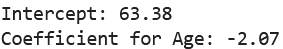 Intercept: 63.38
Coefficient for Age: -2.07